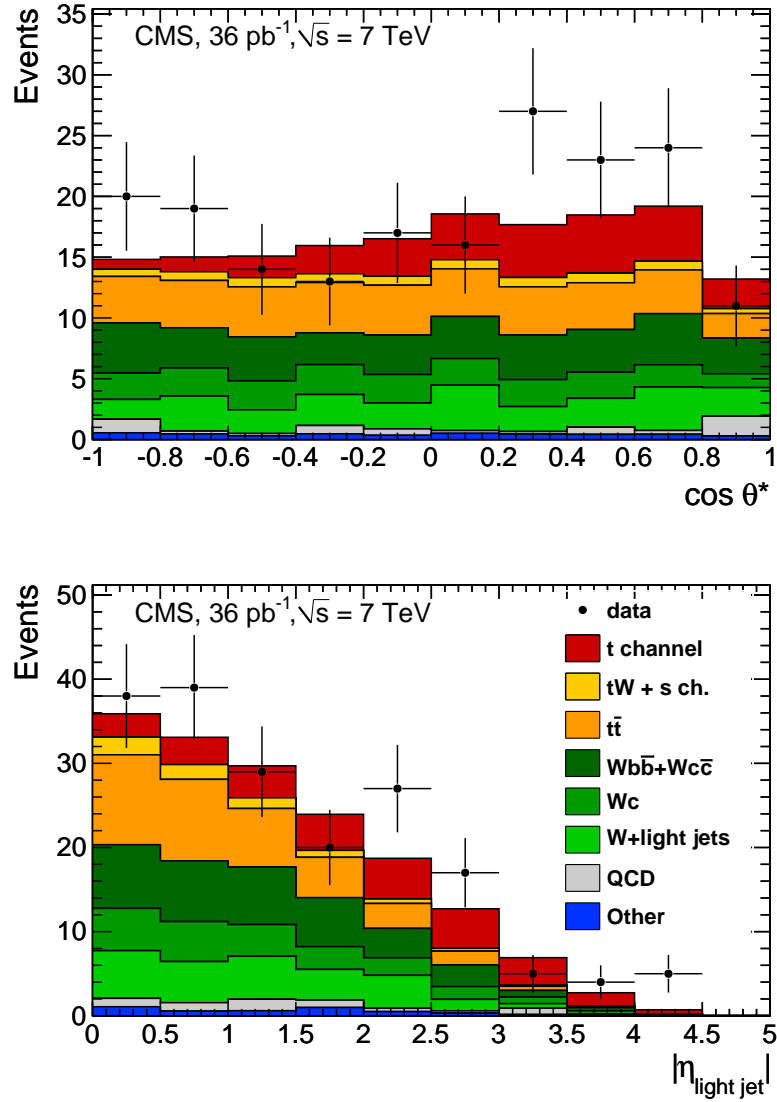 Events
CMS, 36 pb⁻¹,√s = 7 TeV
35
30
25
20
15
10
5
0
-1 -0.8 -0.6 -0.4 -0.2 0 0.2 0.4 0.6 0.8 1
cos θ*
Events
CMS, 36 pb⁻¹,√s = 7 TeV
50
40
30
20
10
0
data
t channel
tW + s ch.
tt̄
Wbb̄+Wcc̄
Wc
W+light jets
QCD
Other
0 0.5 1 1.5 2 2.5 3 3.5 4 4.5 5
|η light jet|